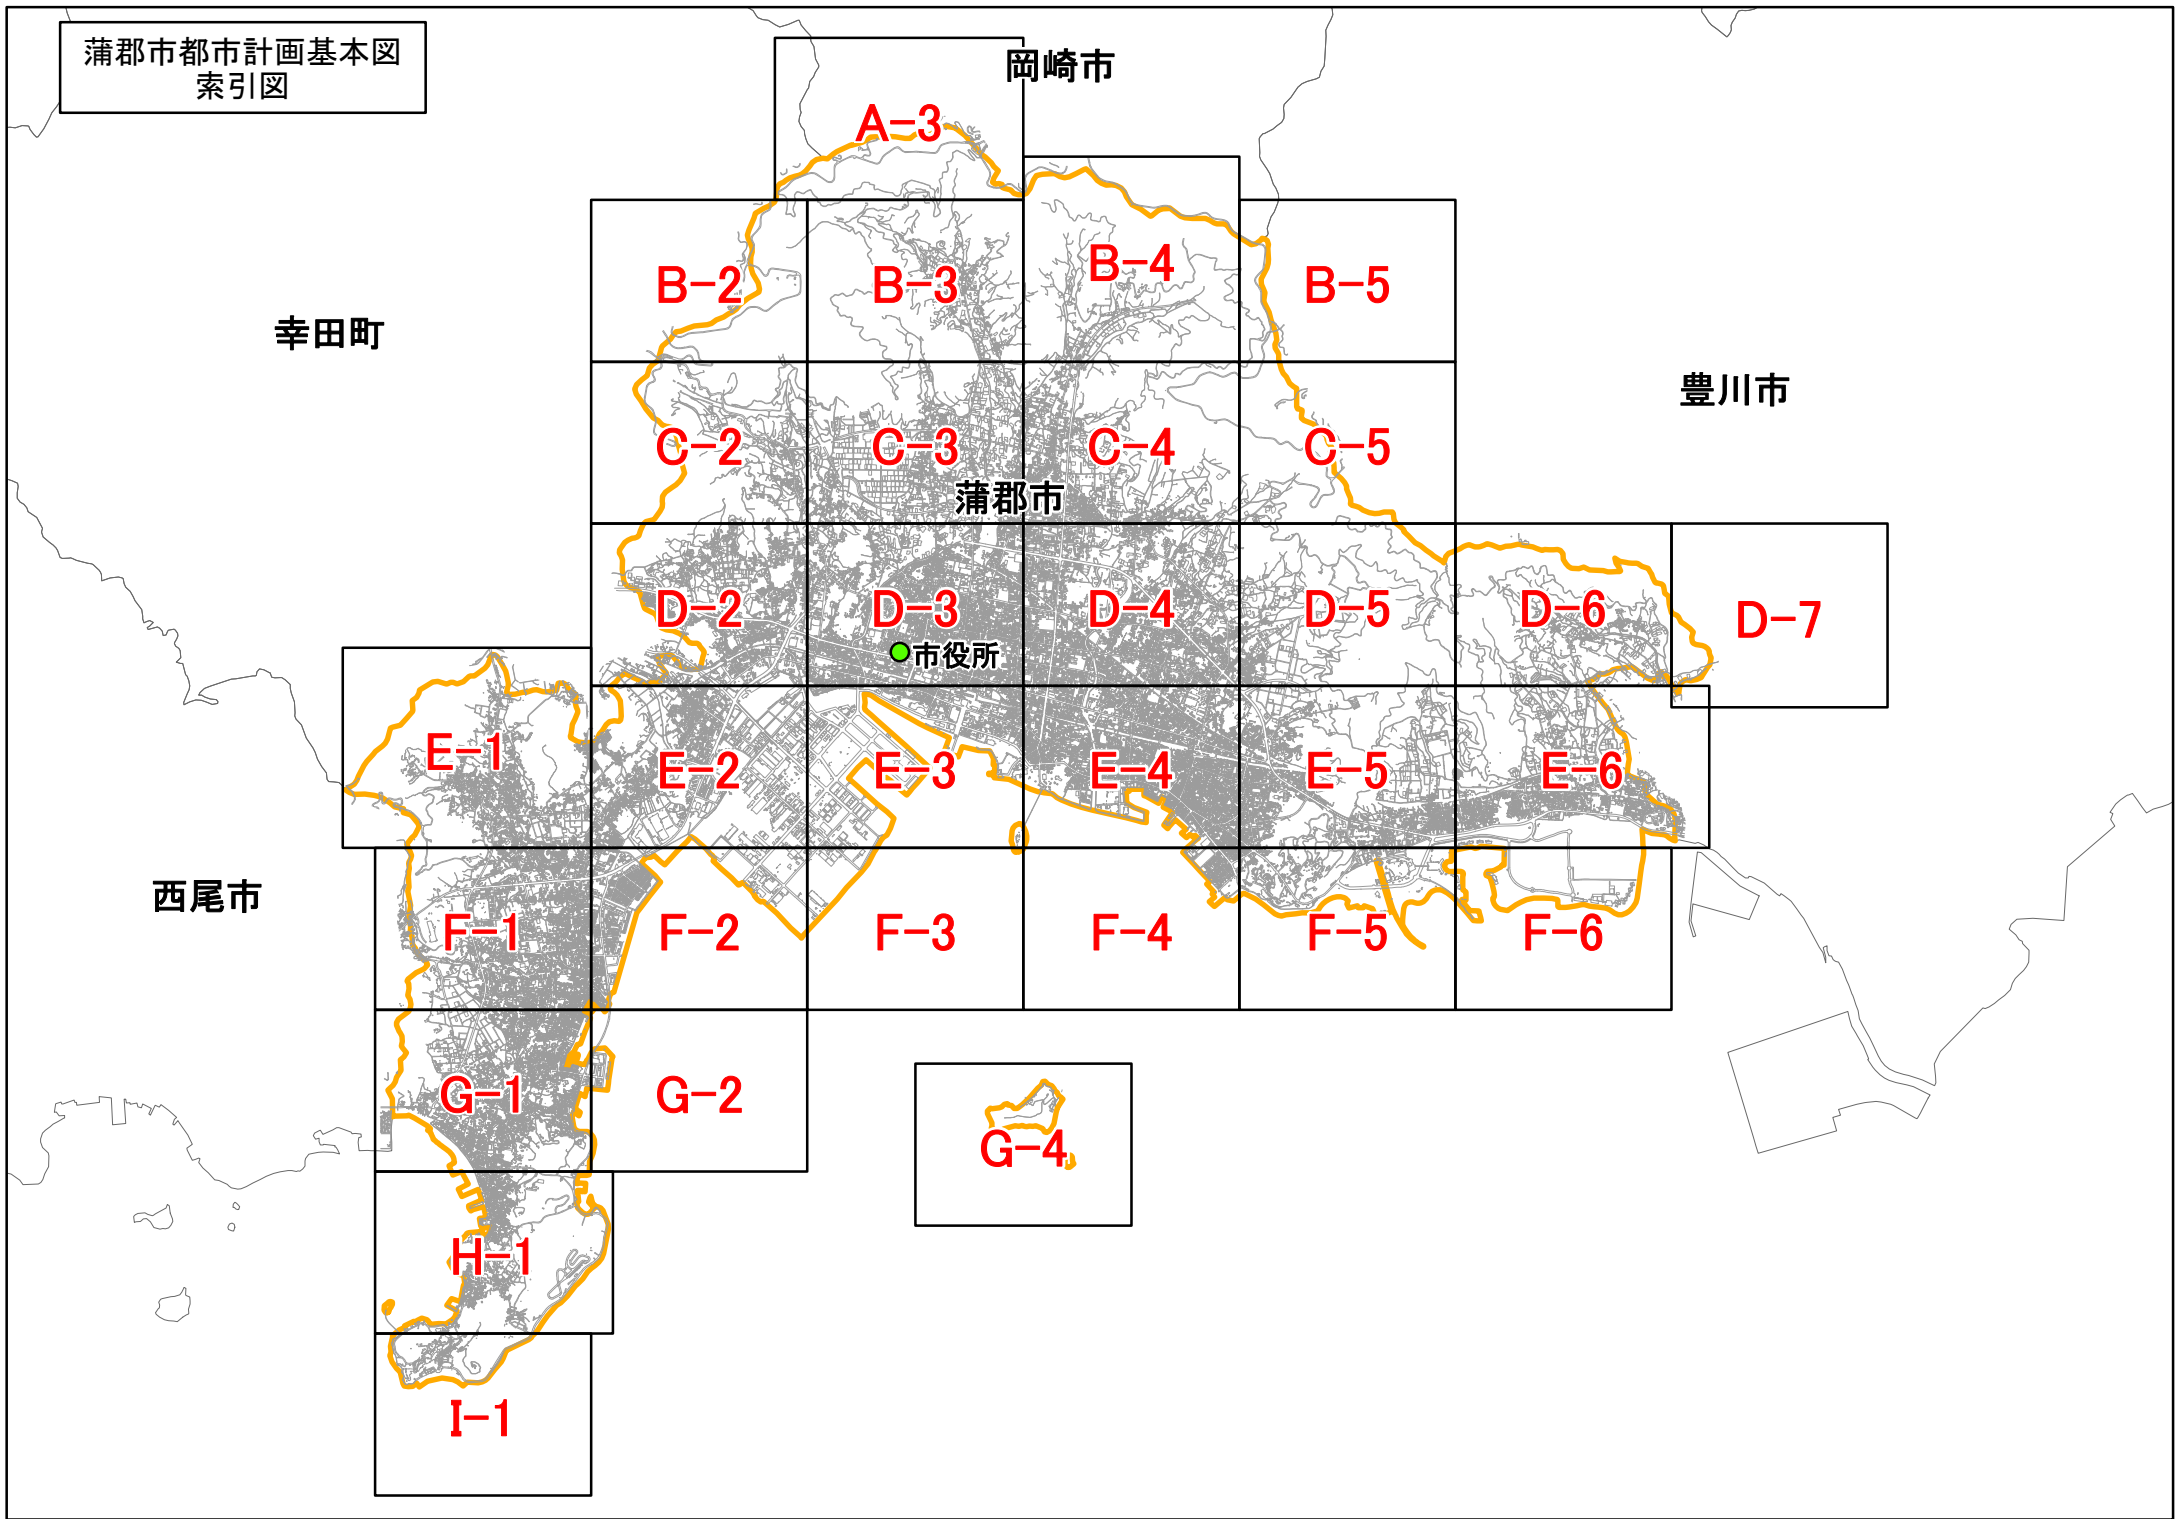 蒲郡市都市計画基本図
索引図
岡崎市
A-3
B-2
B-3
B-4
B-5
幸田町
豊川市
C-2
C-3
C-4
C-5
蒲郡市
D-2
D-3
D-4
D-5
D-6
D-7
市役所
E-1
E-2
E-3
E-4
E-5
E-6
西尾市
F-1
F-2
F-3
F-4
F-5
F-6
G-1
G-2
G-4
H-1
I-1